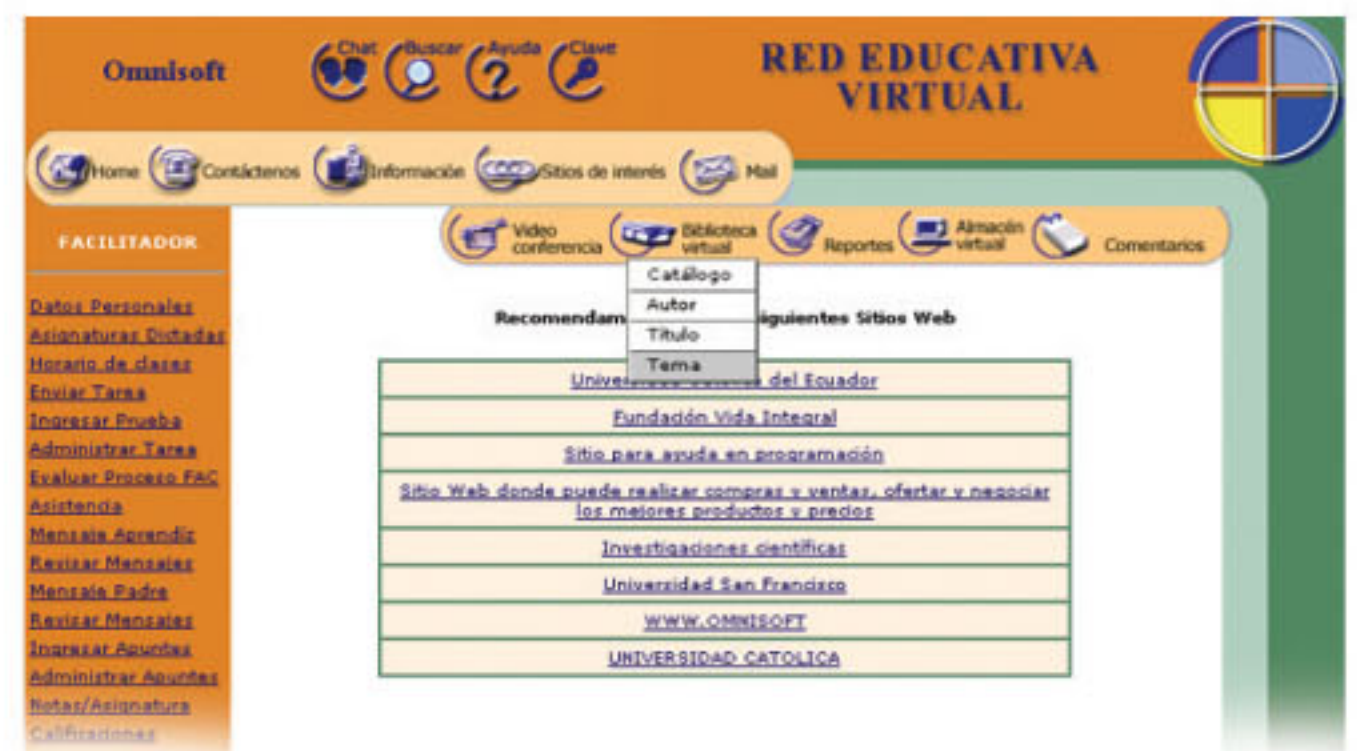 Omnisoft
Chat Buscar Ayuda Clave
RED EDUCATIVA
VIRTUAL
Home Contáctenos Información Sitios de interés Mail
FACILITADOR
Datos Personales
Asignaturas Dictadas
Horario de clases
Enviar Tarea
Ingresar Prueba
Administrar Tarea
Evaluar Proceso FAC
Asistencia
Mensaje Aprendíz
Revisar Mensajes
Mensaje Padre
Revisar Mensajes
Ingresar Apuntes
Administrar Apuntes
Notas/Asignatura
Calificaciones
Video
conferencia
Biblioteca
virtual
Reportes
Almacén
virtual
Comentarios
Catálogo
Autor
Título
Tema
Recomendam iguientes Sitios Web
del Ecuador
Fundación Vida Integral
Sitio para ayuda en programación
Sitio Web donde puede realizar compras y ventas, ofertar y negociar
los mejores productos y precios
Investigaciones científicas
Universidad San Francisco
WWW.OMNISOFT
UNIVERSIDAD CATOLICA